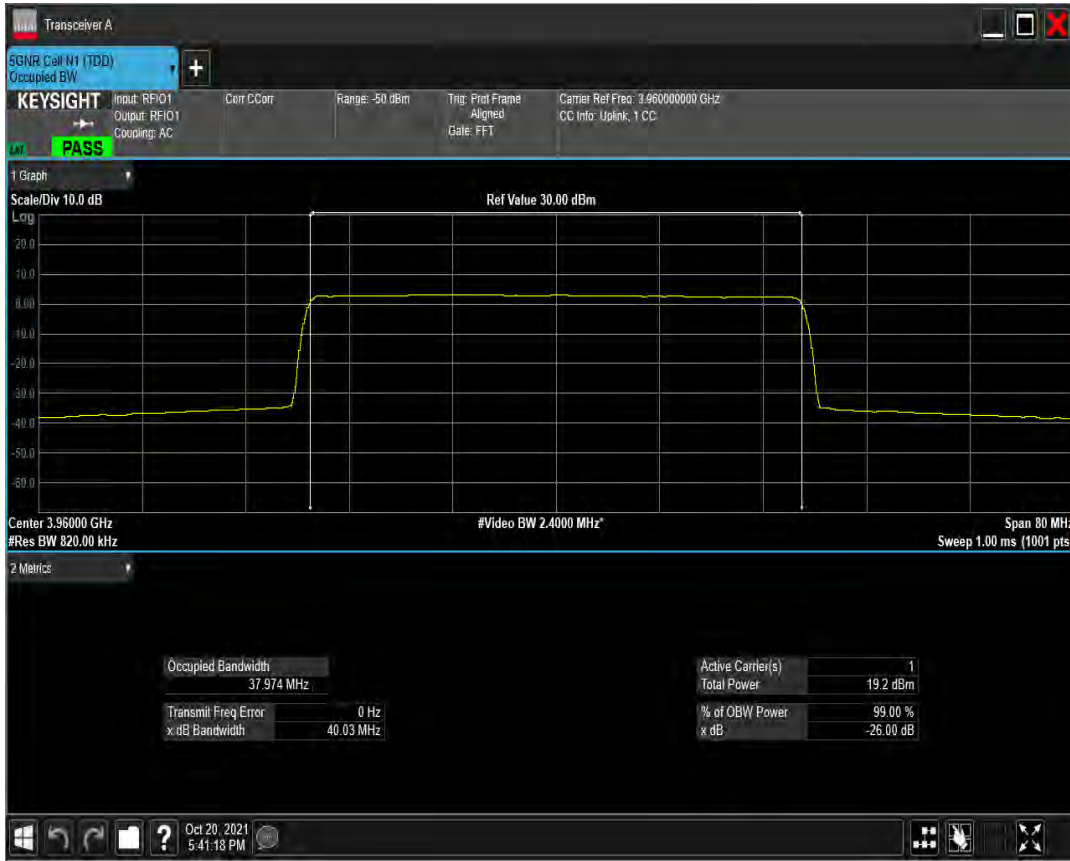 Transceiver A
5GNR Cell N1 (TDD)
Occupied BW
KEYSIGHT
PASS
Input: RFIO1
Output: RFIO1
Coupling: AC
Corr CCorr
Range: -50 dBm
Trig: Prot Frame
Aligned
Gate: FFT
Carrier Ref Freq: 3.960000000 GHz
CC Info: Uplink, 1 CC
1 Graph
Scale/Div 10.0 dB
Ref Value 30.00 dBm
Log
20.0
10.0
0.00
-10.0
-20.0
-30.0
-40.0
-50.0
-60.0
Center 3.96000 GHz
#Video BW 2.4000 MHz*
Span 80 MHz
#Res BW 820.00 kHz
Sweep 1.00 ms (1001 pts
2 Metrics
Occupied Bandwidth
37.974 MHz
Transmit Freq Error 0 Hz
x dB Bandwidth 40.03 MHz
Active Carrier(s) 1
Total Power 19.2 dBm
% of OBW Power 99.00 %
x dB -26.00 dB
Oct 20, 2021
5:41:18 PM